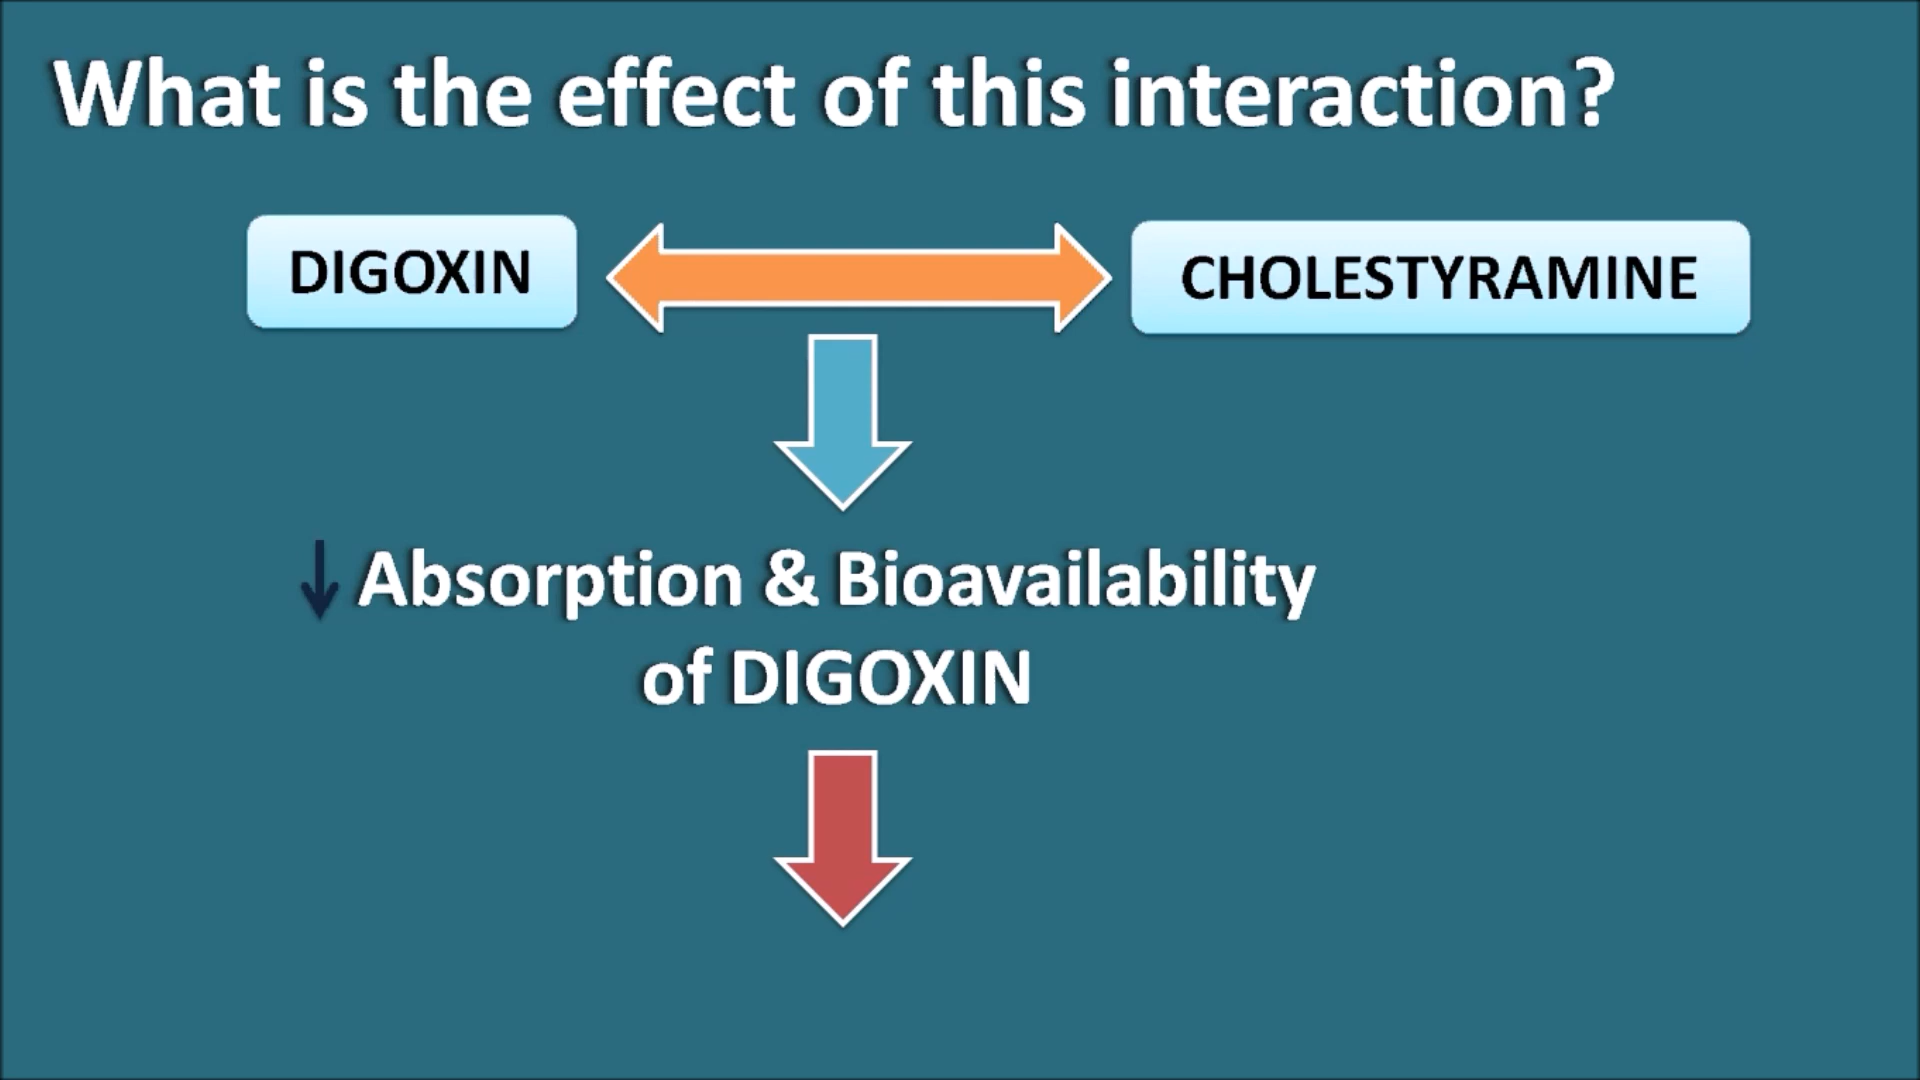 What is the effect of this interaction?
DIGOXIN
CHOLESTYRAMINE
↓ Absorption & Bioavailability
of DIGOXIN